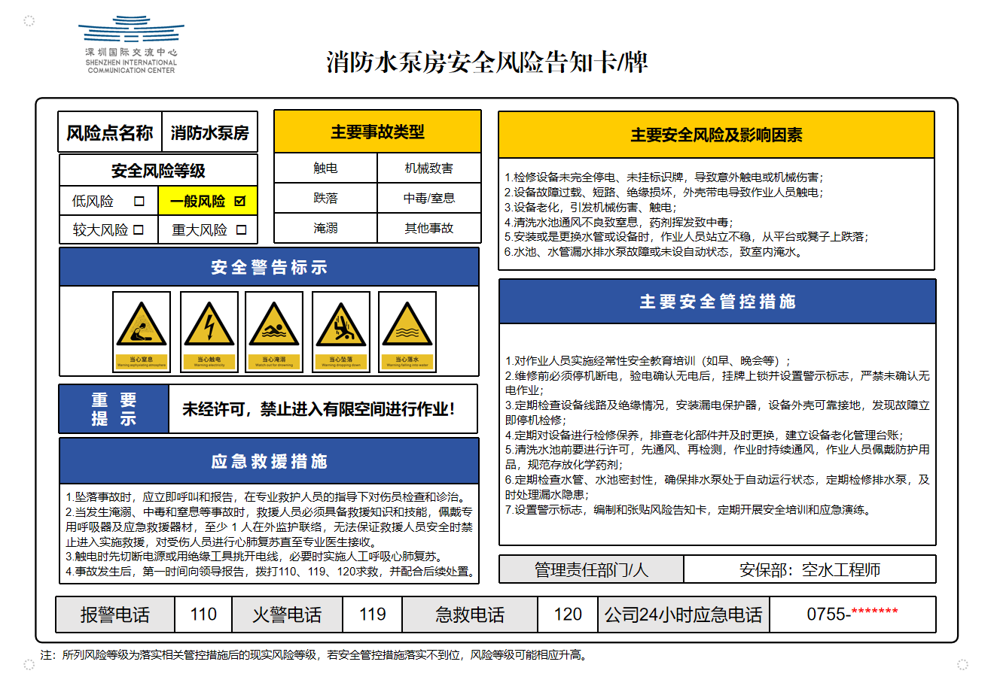 深圳国际交流中心
SHENZHEN INTERNATIONAL
COMMUNICATION CENTER
消防水泵房安全风险告知卡/牌
风险点名称 消防水泵房
安全风险等级
低风险 □ 一般风险 ☑
较大风险 □ 重大风险 □
主要事故类型
触电 机械致害
跌落 中毒/窒息
淹溺 其他事故
安全警告标示
当心窒息
Warning asphyxiating atmosphere
当心触电
Warning electricity
当心淹溺
Watch out for drowning
当心坠落
Warning dropping down
当心落水
Warning falling into water
重 要
提 示
未经许可，禁止进入有限空间进行作业！
应急救援措施
1.坠落事故时，应立即呼叫和报告，在专业救护人员的指导下对伤员检查和诊治。
2.当发生淹溺、中毒和窒息等事故时，救援人员必须具备救援知识和技能，佩戴专
用呼吸器及应急救援器材，至少 1 人在外监护联络，无法保证救援人员安全时禁
止进入实施救援，对受伤人员进行心肺复苏直至专业医生接收。
3.触电时先切断电源或用绝缘工具挑开电线，必要时实施人工呼吸心肺复苏。
4.事故发生后，第一时间向领导报告，拨打110、119、120求救，并配合后续处置。
主要安全风险及影响因素
1.检修设备未完全停电、未挂标识牌，导致意外触电或机械伤害；
2.设备故障过载、短路、绝缘损坏，外壳带电导致作业人员触电；
3.设备老化，引发机械伤害、触电；
4.清洗水池通风不良致窒息，药剂挥发致中毒；
5.安装或是更换水管或设备时，作业人员站立不稳，从平台或凳子上跌落；
6.水池、水管漏水排水泵故障或未设自动状态，致室内淹水。
主要安全管控措施
1.对作业人员实施经常性安全教育培训（如早、晚会等）；
2.维修前必须停机断电，验电确认无电后，挂牌上锁并设置警示标志，严禁未确认无
电作业；
3.定期检查设备线路及绝缘情况，安装漏电保护器，设备外壳可靠接地，发现故障立
即停机检修；
4.定期对设备进行检修保养，排查老化部件并及时更换，建立设备老化管理台账；
5.清洗水池前要进行许可，先通风、再检测，作业时持续通风，作业人员佩戴防护用
品，规范存放化学药剂；
6.定期检查水管、水池密封性，确保排水泵处于自动运行状态，定期检修排水泵，及
时处理漏水隐患；
7.设置警示标志，编制和张贴风险告知卡，定期开展安全培训和应急演练。
管理责任部门/人 安保部：空水工程师
报警电话 110 火警电话 119 急救电话 120 公司24小时应急电话 0755-*******
注：所列风险等级为落实相关管控措施后的现实风险等级，若安全管控措施落实不到位，风险等级可能相应升高。